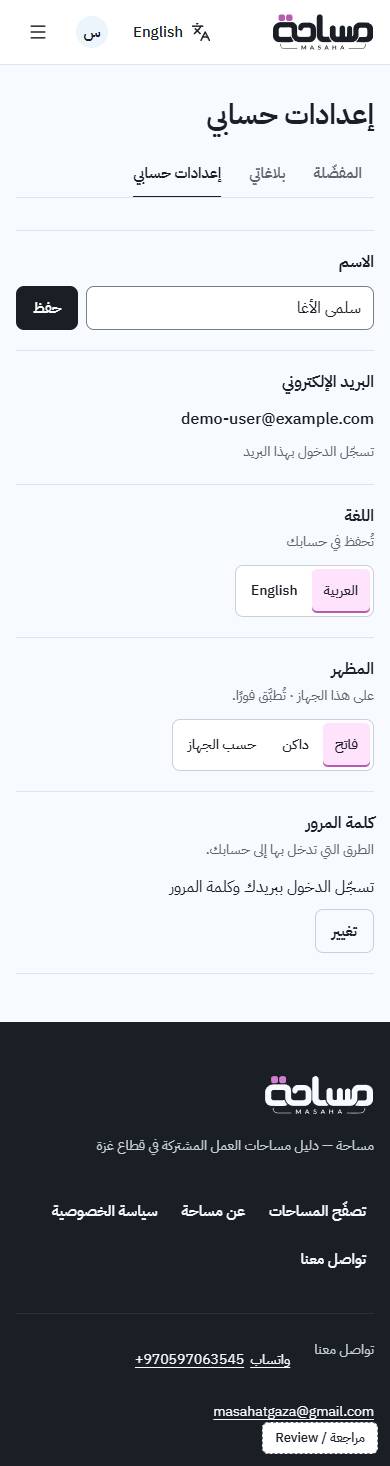 مساحة
MASAHA
English
س
إعدادات حسابي
المفضّلة
بلاغاتي
إعدادات حسابي
الاسم
سلمى الأغا
حفظ
البريد الإلكتروني
demo-user@example.com
تسجّل الدخول بهذا البريد
اللغة
تُحفظ في حسابك
العربية
English
المظهر
على هذا الجهاز · تُطبَّق فورًا.
فاتح
داكن
حسب الجهاز
كلمة المرور
الطرق التي تدخل بها إلى حسابك.
تسجّل الدخول ببريدك وكلمة المرور
تغيير
مساحة
MASAHA
مساحة — دليل مساحات العمل المشتركة في قطاع غزة
تصفّح المساحات
عن مساحة
سياسة الخصوصية
تواصل معنا
تواصل معنا
واتساب +970597063545
masahatgaza@gmail.com
مراجعة / Review